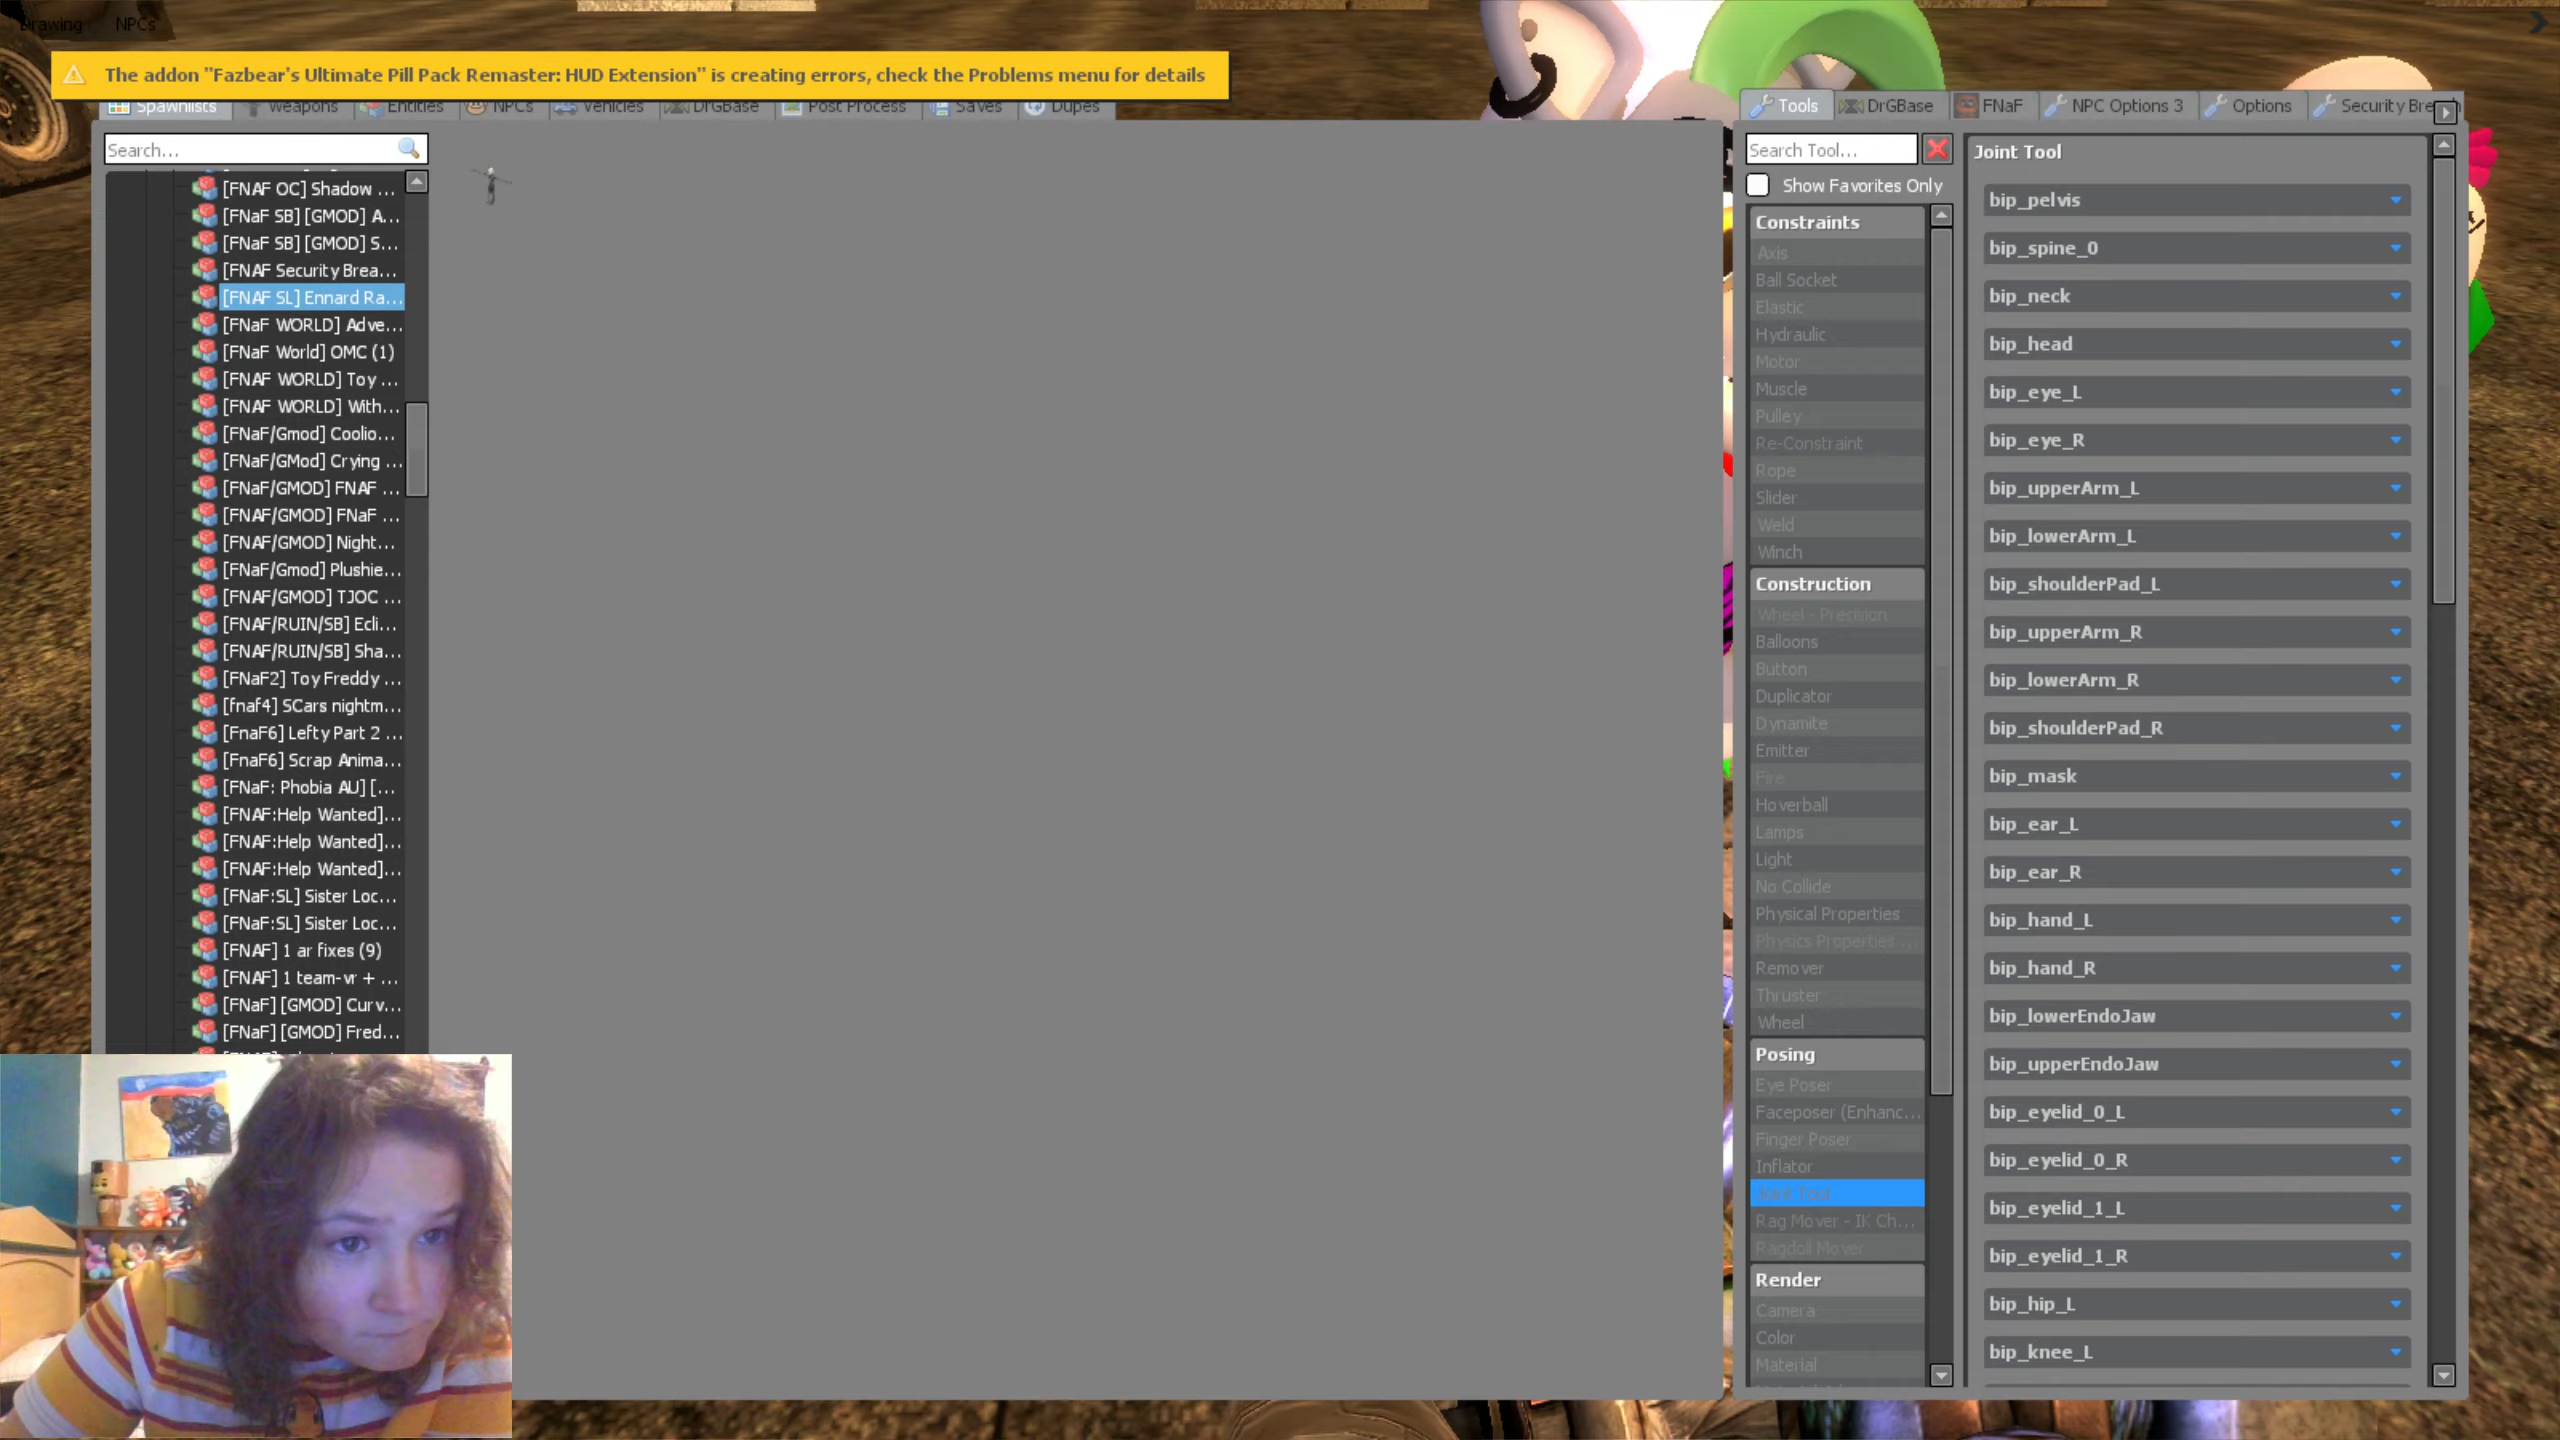 Drawing NPCs
The addon "Fazbear's Ultimate Pill Pack Remaster: HUD Extension" is creating errors, check the Problems menu for details
Spawnlists Weapons Entities NPCs Vehicles DrGBase Post Process Saves Dupes
Search...
[FNAF OC] Shadow ...
[FNaF SB] [GMOD] A...
[FNaF SB] [GMOD] S...
[FNAF Security Brea...
[FNAF SL] Ennard Ra...
[FNaF WORLD] Adve...
[FNaF World] OMC (1)
[FNAF WORLD] Toy ...
[FNAF WORLD] With...
[FNaF/Gmod] Coolio...
[FNaF/GMod] Crying ...
[FNaF/GMOD] FNAF ...
[FNAF/GMOD] FNaF ...
[FNAF/GMOD] Night...
[FNaF/Gmod] Plushie...
[FNAF/GMOD] TJOC ...
[FNAF/RUIN/SB] Ecli...
[FNAF/RUIN/SB] Sha...
[FNaF2] Toy Freddy ...
[fnaf4] SCars nightm...
[FnaF6] Lefty Part 2 ...
[FnaF6] Scrap Anima...
[FNaF: Phobia AU] [...
[FNAF:Help Wanted]...
[FNAF:Help Wanted]...
[FNAF:Help Wanted]...
[FNaF:SL] Sister Loc...
[FNaF:SL] Sister Loc...
[FNAF] 1 ar fixes (9)
[FNAF] 1 team-vr + ...
[FNaF] [GMOD] Curv...
[FNaF] [GMOD] Fred...
Tools DrGBase FNaF NPC Options 3 Options Security Bre
Search Tool...
Show Favorites Only
Constraints
Axis
Ball Socket
Elastic
Hydraulic
Motor
Muscle
Pulley
Re-Constraint
Rope
Slider
Weld
Winch
Construction
Wheel - Precision
Balloons
Button
Duplicator
Dynamite
Emitter
Fire
Hoverball
Lamps
Light
No Collide
Physical Properties
Physics Properties ...
Remover
Thruster
Wheel
Posing
Eye Poser
Faceposer (Enhanc...
Finger Poser
Inflator
Joint Tool
Rag Mover - IK Ch...
Ragdoll Mover
Render
Camera
Color
Material
Joint Tool
bip_pelvis
bip_spine_0
bip_neck
bip_head
bip_eye_L
bip_eye_R
bip_upperArm_L
bip_lowerArm_L
bip_shoulderPad_L
bip_upperArm_R
bip_lowerArm_R
bip_shoulderPad_R
bip_mask
bip_ear_L
bip_ear_R
bip_hand_L
bip_hand_R
bip_lowerEndoJaw
bip_upperEndoJaw
bip_eyelid_0_L
bip_eyelid_0_R
bip_eyelid_1_L
bip_eyelid_1_R
bip_hip_L
bip_knee_L